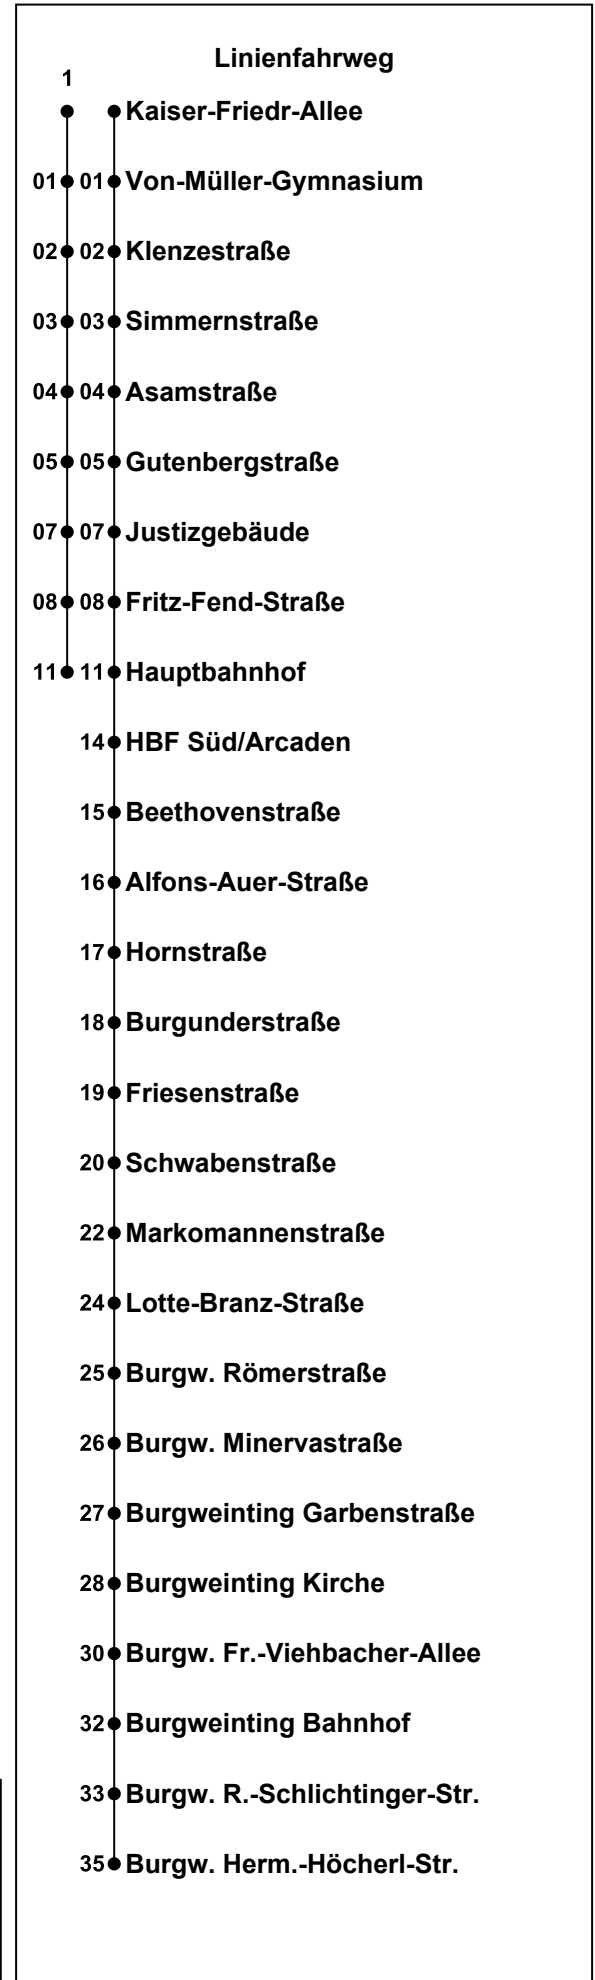 Linienfahrweg
1
Kaiser-Friedr-Allee
01 01 Von-Müller-Gymnasium
02 02 Klenzestraße
03 03 Simmernstraße
04 04 Asamstraße
05 05 Gutenbergstraße
07 07 Justizgebäude
08 08 Fritz-Fend-Straße
11 11 Hauptbahnhof
14 HBF Süd/Arcaden
15 Beethovenstraße
16 Alfons-Auer-Straße
17 Hornstraße
18 Burgunderstraße
19 Friesenstraße
20 Schwabenstraße
22 Markomannenstraße
24 Lotte-Branz-Straße
25 Burgw. Römerstraße
26 Burgw. Minervastraße
27 Burgweinting Garbenstraße
28 Burgweinting Kirche
30 Burgw. Fr.-Viehbacher-Allee
32 Burgweinting Bahnhof
33 Burgw. R.-Schlichtinger-Str.
35 Burgw. Herm.-Höcherl-Str.